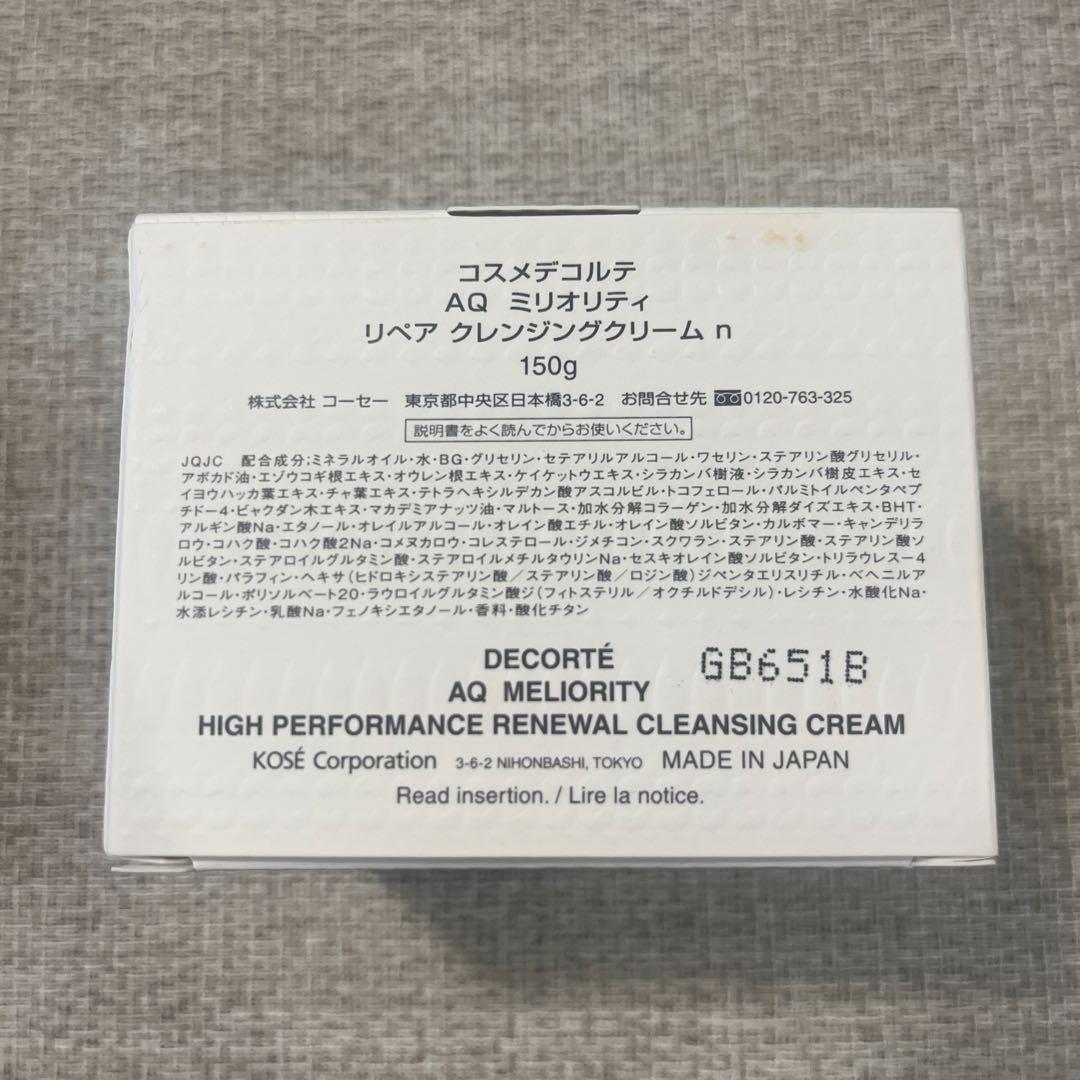 コスメデコルテ
AQ ミリオリティ
リペア クレンジングクリーム n
150g
株式会社 コーセー 東京都中央区日本橋3-6-2 お問合せ先 0120-763-325
説明書をよく読んでからお使いください。
JQJC 配合成分;ミネラルオイル・水・BG・グリセリン・セテアリルアルコール・ワセリン・ステアリン酸グリセリル・
アボカド油・エゾウコギ根エキス・オウレン根エキス・ケイケットウエキス・シラカンバ樹液・シラカンバ樹皮エキス・セ
イヨウハッカ葉エキス・チャ葉エキス・テトラヘキシルデカン酸アスコルビル・トコフェロール・パルミトイルペンタペプ
チドー4・ビャクダン木エキス・マカデミアナッツ油・マルトース・加水分解コラーゲン・加水分解ダイズエキス・BHT・
アルギン酸Na・エタノール・オレイルアルコール・オレイン酸エチル・オレイン酸ソルビタン・カルボマー・キャンデリラ
ロウ・コハク酸・コハク酸2Na・コメヌカロウ・コレステロール・ジメチコン・スクワラン・ステアリン酸・ステアリン酸ソ
ルビタン・ステアロイルグルタミン酸・ステアロイルメチルタウリンNa・セスキオレイン酸ソルビタン・トリラウレスー4
リン酸・パラフィン・ヘキサ(ヒドロキシステアリン酸/ステアリン酸/ロジン酸)ジペンタエリスリチル・ベヘニルア
ルコール・ポリソルベート20・ラウロイルグルタミン酸ジ(フィトステリル/オクチルドデシル)・レシチン・水酸化Na・
水添レシチン・乳酸Na・フェノキシエタノール・香料・酸化チタン
DECORTÉ GB651B
AQ MELIORITY
HIGH PERFORMANCE RENEWAL CLEANSING CREAM
KOSÉ Corporation 3-6-2 NIHONBASHI, TOKYO MADE IN JAPAN
Read insertion. / Lire la notice.